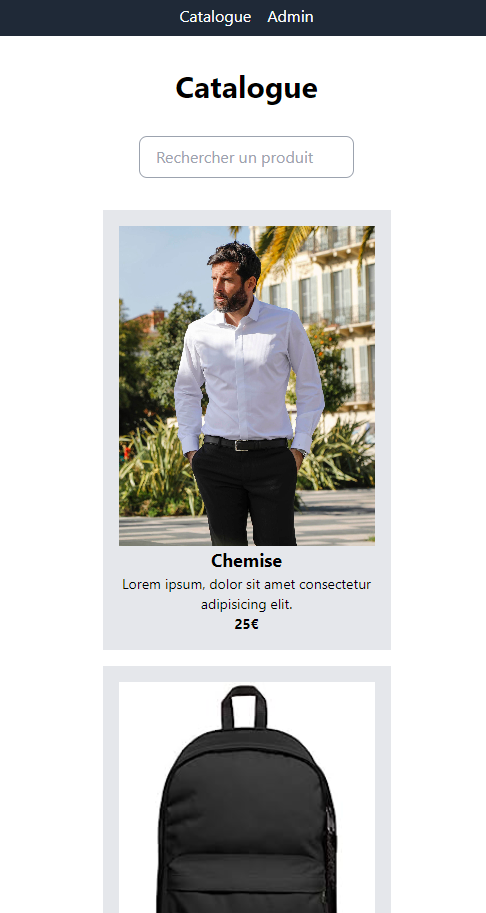 Catalogue Admin
Catalogue
Rechercher un produit
Chemise
Lorem ipsum, dolor sit amet consectetur
adipisicing elit.
25€